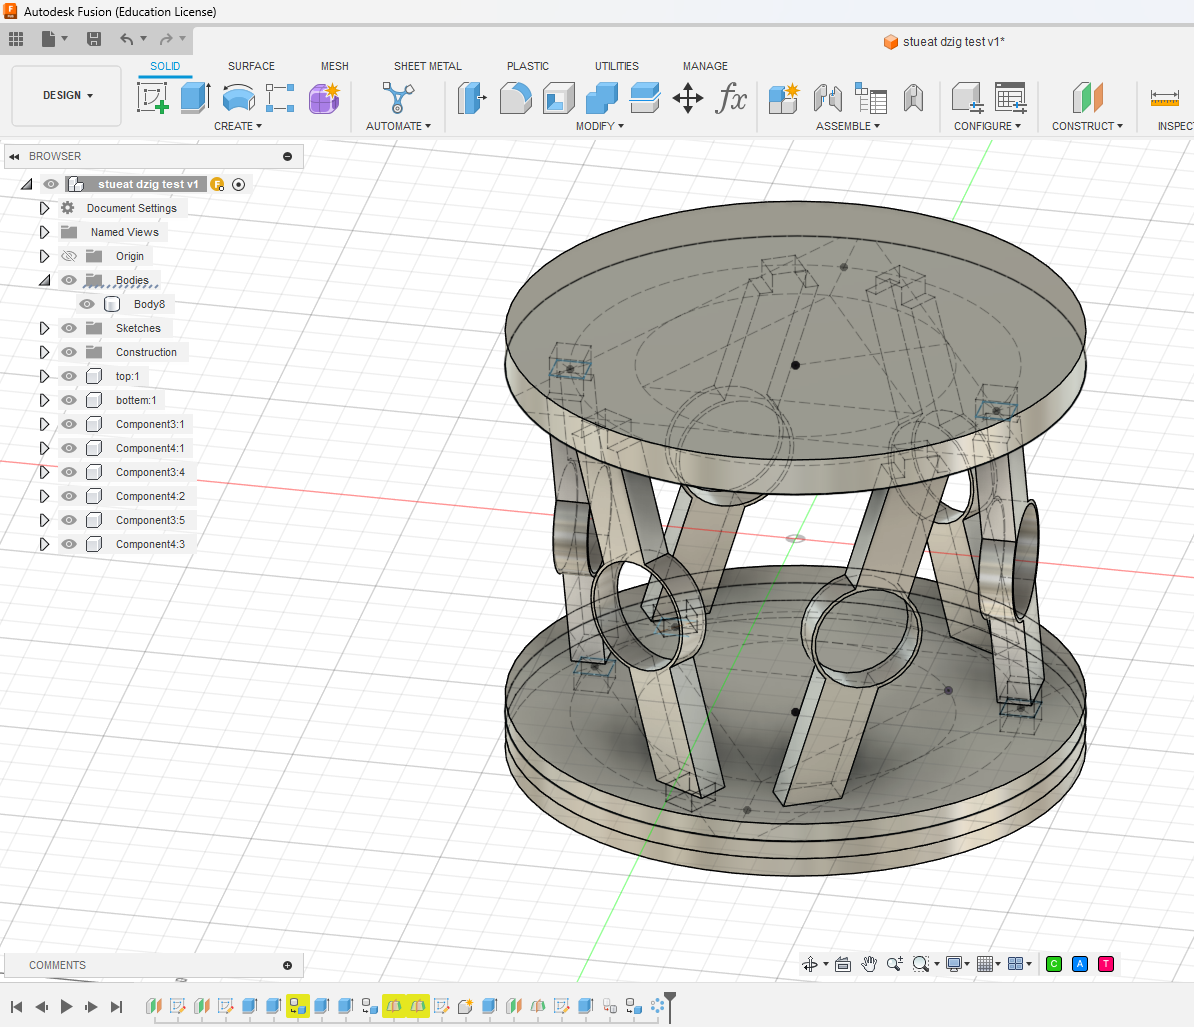 Autodesk Fusion (Education License)
stueat dzig test v1*
SOLID SURFACE MESH SHEET METAL PLASTIC UTILITIES MANAGE
DESIGN
fx
CREATE AUTOMATE MODIFY ASSEMBLE CONFIGURE CONSTRUCT INSPEC
BROWSER
stueat dzig test v1
Document Settings
Named Views
Origin
Bodies
Body8
Sketches
Construction
top:1
bottem:1
Component3:1
Component4:1
Component3:4
Component4:2
Component3:5
Component4:3
COMMENTS
C A T